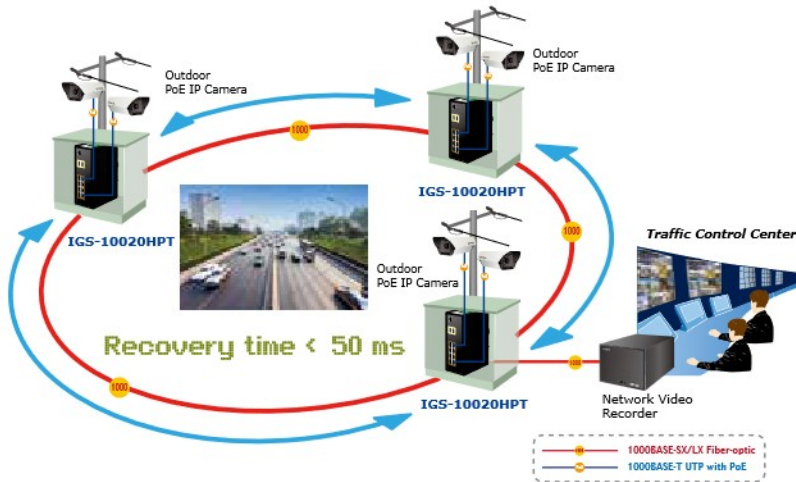 Outdoor
PoE IP Camera
Outdoor
PoE IP Camera
1000
IGS-10020HPT
IGS-10020HPT
1000
Traffic Control Center
Outdoor
PoE IP Camera
Recovery time < 50 ms
1000
IGS-10020HPT
1000
Network Video
Recorder
1000BASE-SX/LX Fiber-optic
1000BASE-T UTP with PoE